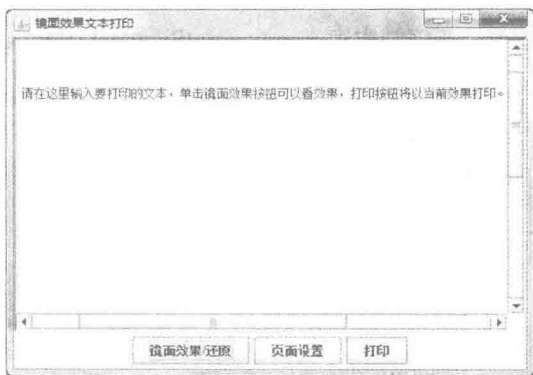 镜面效果文本打印
请在这里输入要打印的文本，单击镜面效果按钮可以看效果，打印按钮将以当前效果打印。
镜面效果/还原 页面设置 打印